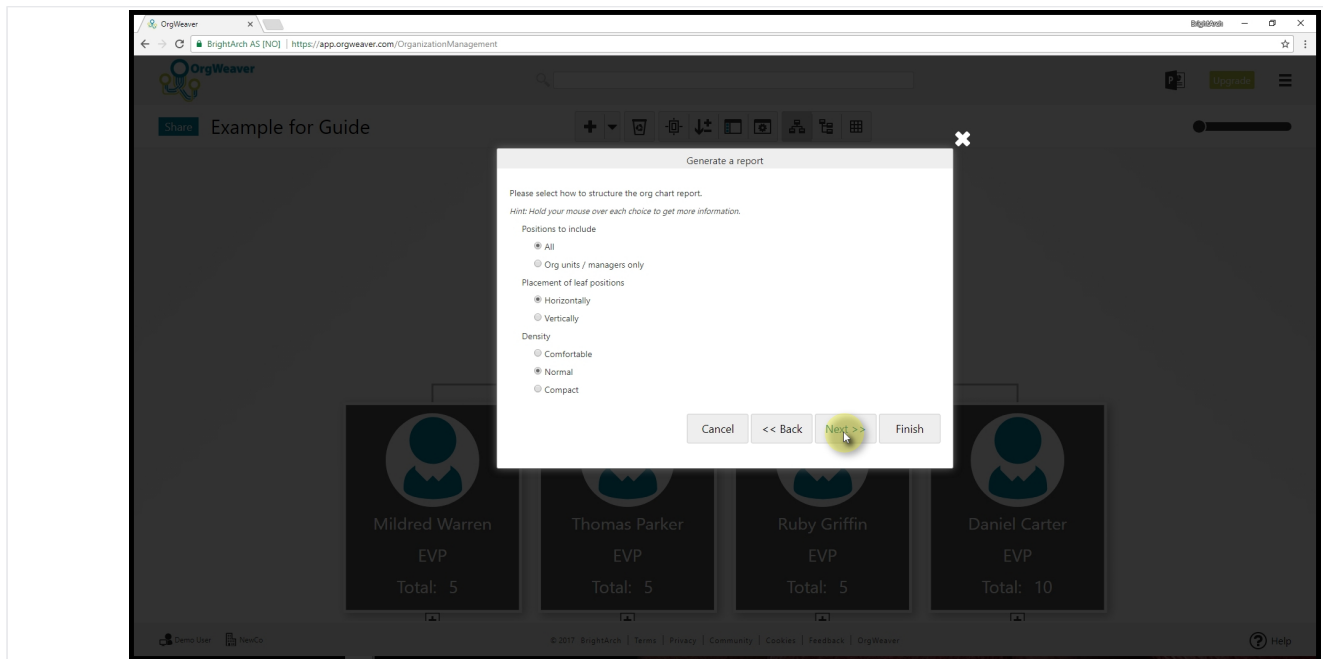 OrgWeaver
BrightArch
BrightArch AS [NO] | https://app.orgweaver.com/OrganizationManagement
OrgWeaver
Upgrade
Share Example for Guide
Generate a report
Please select how to structure the org chart report.
Hint: Hold your mouse over each choice to get more information.
Positions to include
All
Org units / managers only
Placement of leaf positions
Horizontally
Vertically
Density
Comfortable
Normal
Compact
Cancel << Back Next >> Finish
Mildred Warren Thomas Parker Ruby Griffin Daniel Carter
EVP EVP EVP EVP
Total: 5 Total: 5 Total: 5 Total: 10
Demo User NewCo © 2017 BrightArch | Terms | Privacy | Community | Cookies | Feedback | OrgWeaver Help